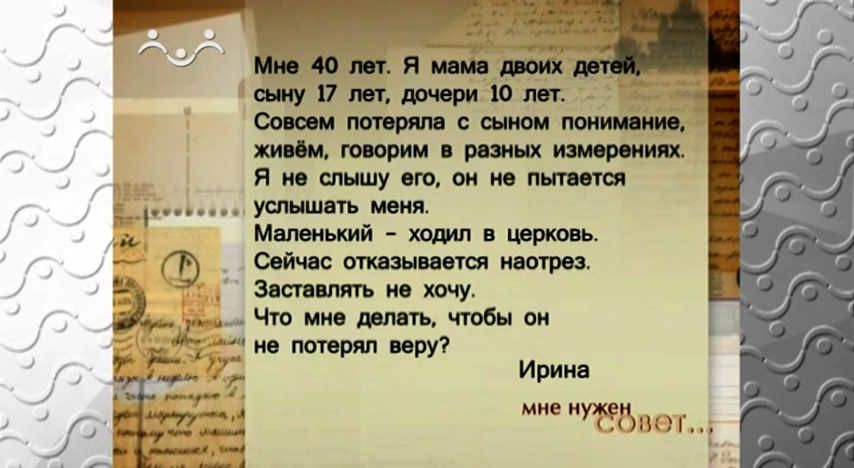 Мне 40 лет. Я мама двоих детей,
сыну 17 лет, дочери 10 лет.
Совсем потеряла с сыном понимание,
живём, говорим в разных измерениях.
Я не слышу его, он не пытается
услышать меня.
Маленький – ходил в церковь.
Сейчас отказывается наотрез.
Заставлять не хочу.
Что мне делать, чтобы он
не потерял веру?
Ирина
мне нужен
совет...